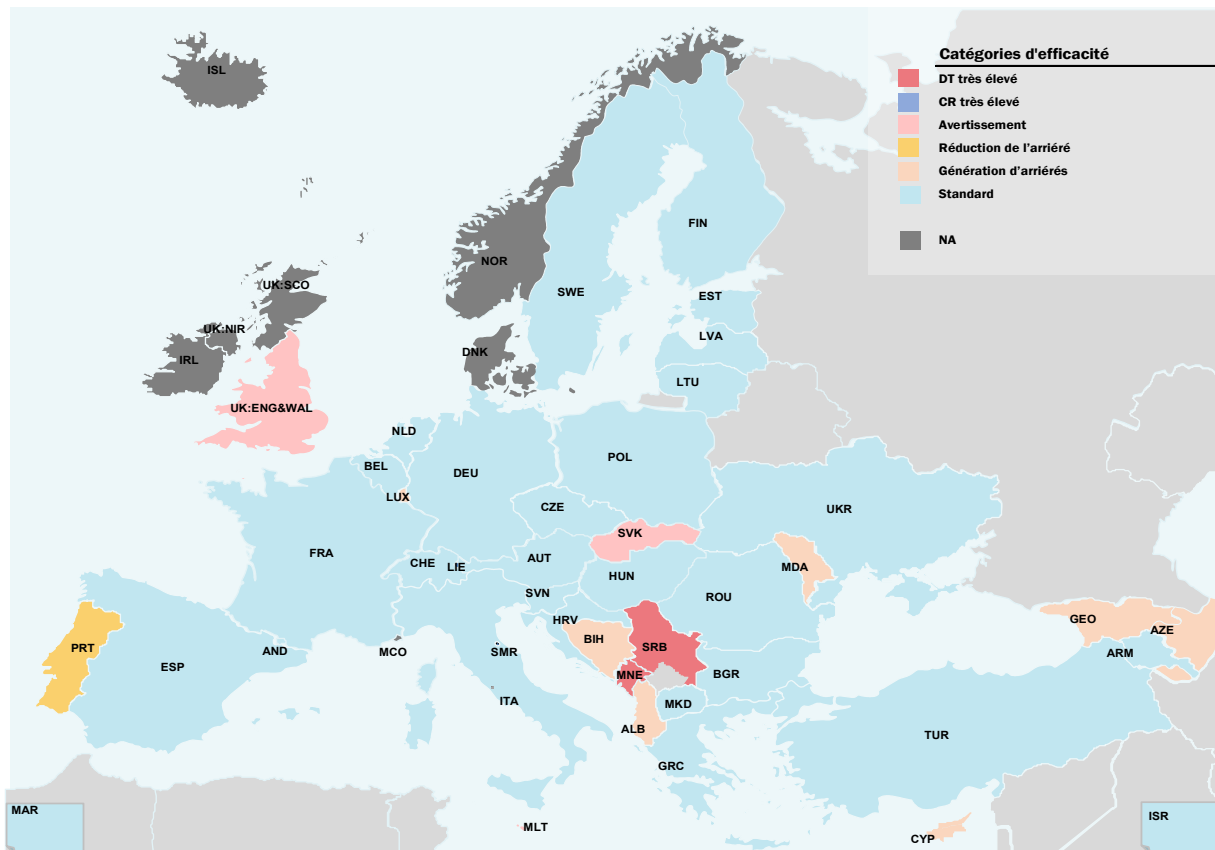 Catégories d'efficacité
DT très élevé
CR très élevé
Avertissement
Réduction de l'arriéré
Génération d'arriérés
Standard
NA
ISL
NOR
FIN
SWE
UK:SCO
EST
UK:NIR
LVA
IRL
DNK
LTU
UK:ENG&WAL
NLD
BEL
DEU
POL
LUX
CZE
UKR
SVK
FRA
CHE
LIE
AUT
MDA
HUN
SVN
ROU
HRV
GEO
AZE
BIH
PRT
ESP
AND
MCO
SMR
SRB
ARM
MNE
BGR
ITA
MKD
ALB
TUR
GRC
MAR
MLT
CYP
ISR